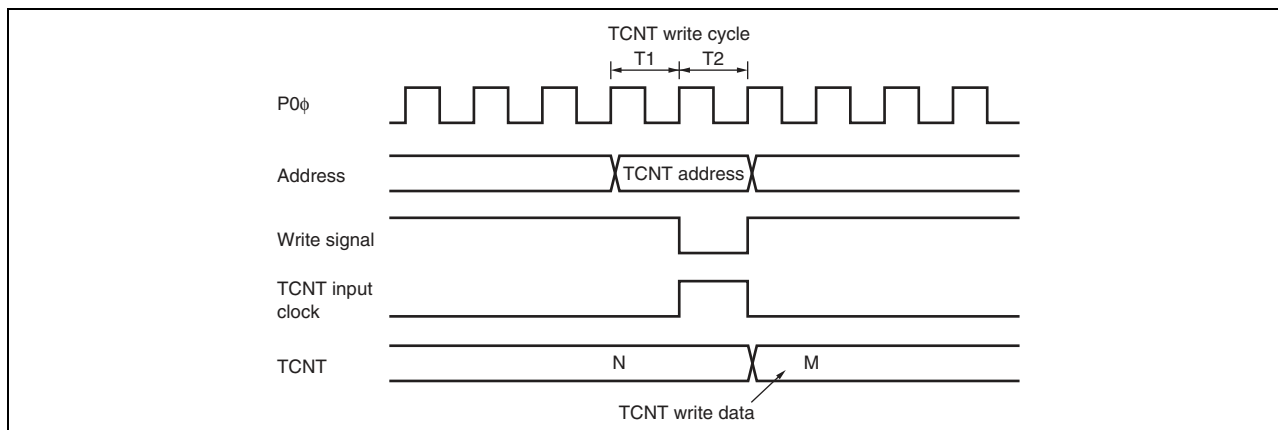 TCNT write cycle
T1 T2
P0ϕ
Address
TCNT address
Write signal
TCNT input
clock
TCNT
N
M
TCNT write data